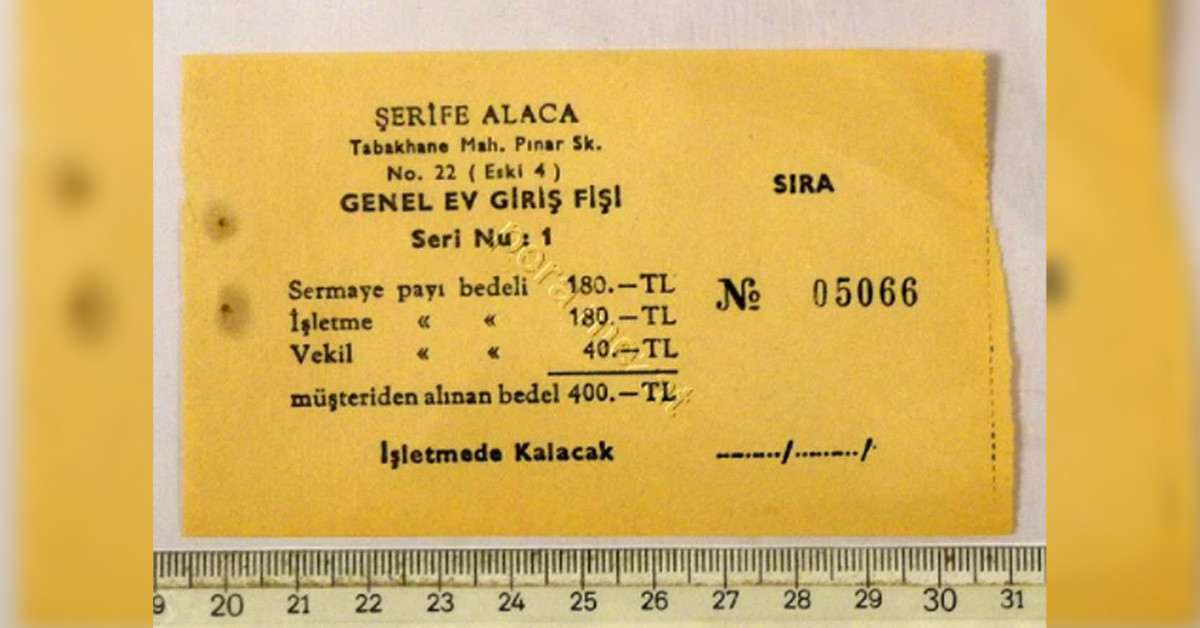 ŞERİFE ALACA
Tabakhane Mah. Pınar Sk.
No. 22 ( Eski 4 )
GENEL EV GİRİŞ FİŞİ
Seri Nu : 1
SIRA
Sermaye payı bedeli 180.—TL
İşletme « « 180.—TL
Vekil « « 40.—TL
müşteriden alınan bedel 400.—TL
№ 05066
İşletmede Kalacak ......../......../
9 20 21 22 23 24 25 26 27 28 29 30 31